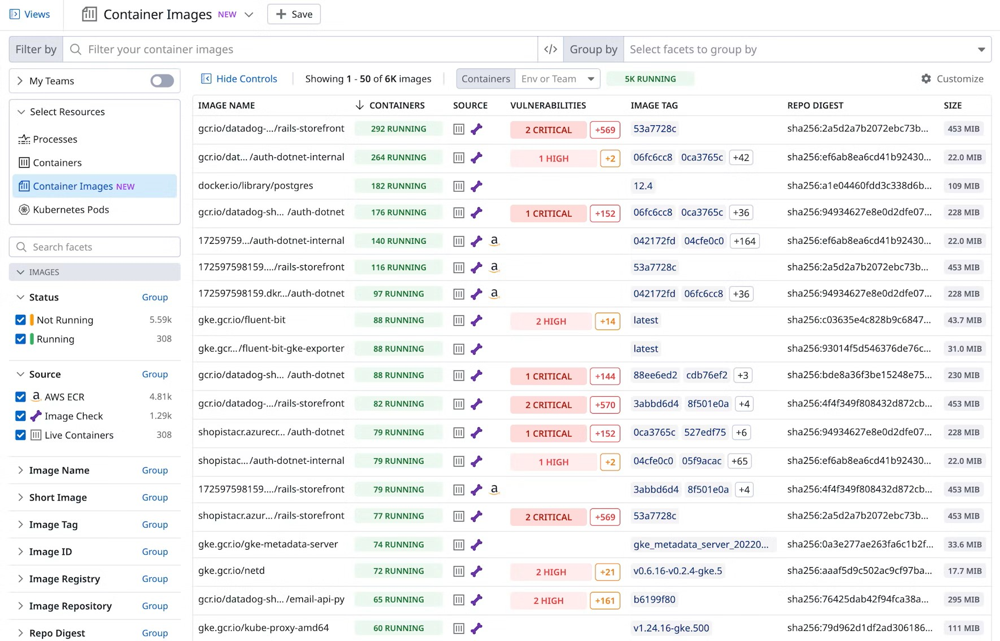 Views
Container Images NEW
Save
Filter by
Filter your container images
</>
Group by
Select facets to group by
My Teams
Hide Controls
Showing 1 - 50 of 6K images
Containers
Env or Team
5K RUNNING
Customize
Select Resources
Processes
Containers
Container Images NEW
Kubernetes Pods
Search facets
IMAGES
Status Group
Not Running 5.59k
Running 308
Source Group
AWS ECR 4.81k
Image Check 1.29k
Live Containers 308
Image Name Group
Short Image Group
Image Tag Group
Image ID Group
Image Registry Group
Image Repository Group
Repo Digest Group
IMAGE NAME CONTAINERS SOURCE VULNERABILITIES IMAGE TAG REPO DIGEST SIZE
gcr.io/datadog-.../rails-storefront 292 RUNNING 2 CRITICAL +569 53a7728c sha256:2a5d2a7b2072ebc73b... 453 MIB
gcr.io/dat... /auth-dotnet-internal 264 RUNNING 1 HIGH +2 06fc6cc8 0ca3765c +42 sha256:ef6ab8ea6cd41b92430... 22.0 MIB
docker.io/library/postgres 182 RUNNING 12.4 sha256:a1e04460fdd3c338d6b... 109 MIB
gcr.io/datadog-sh... /auth-dotnet 176 RUNNING 1 CRITICAL +152 06fc6cc8 0ca3765c +36 sha256:94934627e8e0d2dfe07... 228 MIB
17259759.../auth-dotnet-internal 140 RUNNING a 042172fd 04cfe0c0 +164 sha256:ef6ab8ea6cd41b92430... 22.0 MIB
172597598159..../rails-storefront 116 RUNNING a 53a7728c sha256:2a5d2a7b2072ebc73b... 453 MIB
172597598159.dkr.../auth-dotnet 97 RUNNING a 042172fd 06fc6cc8 +36 sha256:94934627e8e0d2dfe07... 228 MIB
gke.gcr.io/fluent-bit 88 RUNNING 2 HIGH +14 latest sha256:c03635e4c828b9c6847... 43.7 MIB
gke.gcr.../fluent-bit-gke-exporter 88 RUNNING latest sha256:93014f5d546376de76c... 31.0 MIB
gcr.io/datadog-sh... /auth-dotnet 88 RUNNING 1 CRITICAL +144 88ee6ed2 cdb76ef2 +3 sha256:bde8a36f3be15248e75... 230 MIB
gcr.io/datadog-.../rails-storefront 82 RUNNING 2 CRITICAL +570 3abbd6d4 8f501e0a +4 sha256:4f4f349f808432d872cb... 453 MIB
shopistacr.azurecr... /auth-dotnet 79 RUNNING 1 CRITICAL +152 0ca3765c 527edf75 +6 sha256:94934627e8e0d2dfe07... 228 MIB
shopistac.../auth-dotnet-internal 79 RUNNING 1 HIGH +2 04cfe0c0 05f9acac +65 sha256:ef6ab8ea6cd41b92430... 22.0 MIB
172597598159..../rails-storefront 79 RUNNING a 3abbd6d4 8f501e0a +4 sha256:4f4f349f808432d872cb... 453 MIB
shopistacr.azur.../rails-storefront 77 RUNNING 2 CRITICAL +569 53a7728c sha256:2a5d2a7b2072ebc73b... 453 MIB
gke.gcr.io/gke-metadata-server 74 RUNNING gke_metadata_server_20220... sha256:0a3e277ae263fa6c1b2f... 33.6 MIB
gke.gcr.io/netd 72 RUNNING 2 HIGH +21 v0.6.16-v0.2.4-gke.5 sha256:aaaf5d9c502ac9cf97ba... 17.7 MIB
gcr.io/datadog-sh... /email-api-py 65 RUNNING 2 HIGH +161 b6199f80 sha256:76425dab42f94fca38a... 295 MIB
gke.gcr.io/kube-proxy-amd64 60 RUNNING v1.24.16-gke.500 sha256:79d962d1df2ad306186... 111 MIB